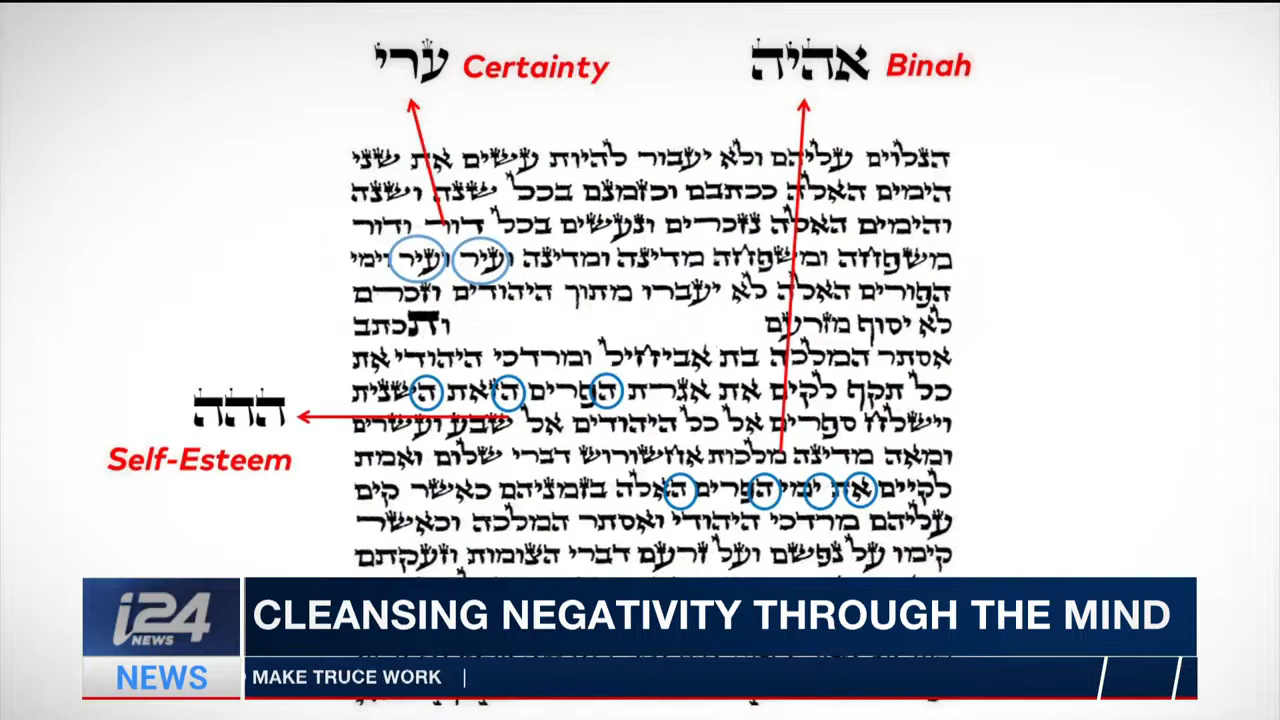 ערי Certainty
אהיה Binah
הנלוים עליהם ולא יעבור להיות עשים את שני
הימים האלה ככתבם וכזמנם בכל שנה ושנה
והימים האלה נזכרים ונעשים בכל דור ודור
משפחה ומשפחה מדינה ומדינה ועיר ועיר וימי
הפורים האלה לא יעברו מתוך היהודים וזכרם
לא יסוף מזרעם ותכתב
אסתר המלכה בת אביחיל ומרדכי היהודי את
כל תקף לקים את אגרת הפרים הזאת השנית
ההה
Self-Esteem
וישלח ספרים אל כל היהודים אל שבע ועשרים
ומאה מדינה מלכות אחשורוש דברי שלום ואמת
לקיים את ימי הפרים האלה בזמניהם כאשר קים
עליהם מרדכי היהודי ואסתר המלכה וכאשר
קימו על נפשם ועל זרעם דברי הצומות וזעקתם
i24 NEWS
CLEANSING NEGATIVITY THROUGH THE MIND
NEWS
MAKE TRUCE WORK |